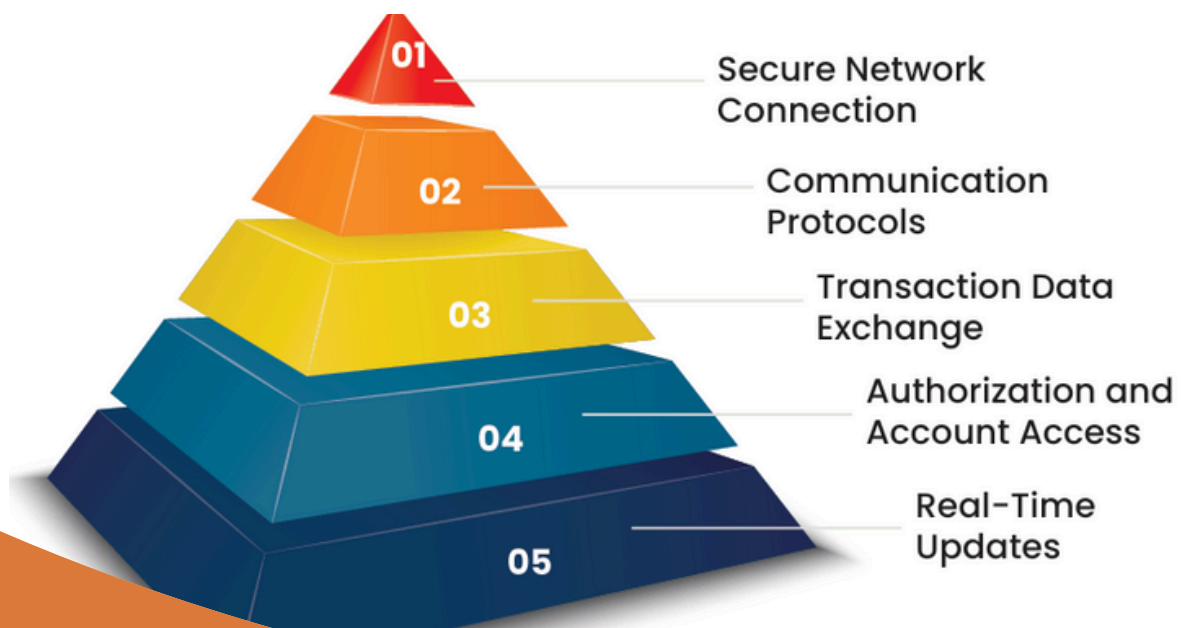 01
Secure Network
Connection
02
Communication
Protocols
03
Transaction Data
Exchange
04
Authorization and
Account Access
05
Real-Time
Updates